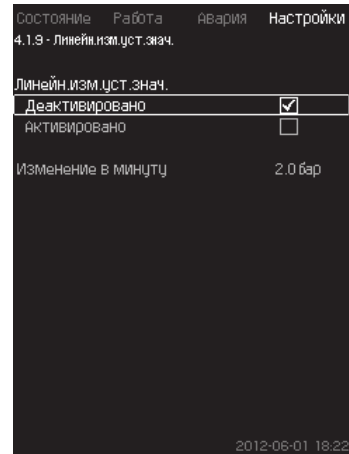 Состояние Работа Авария Настройки
4.1.9 - Линейн.изм.уст.знач.
Линейн.изм.уст.знач.
Деактивировано
Активировано
Изменение в минуту 2.0 бар
2012-06-01 18:22